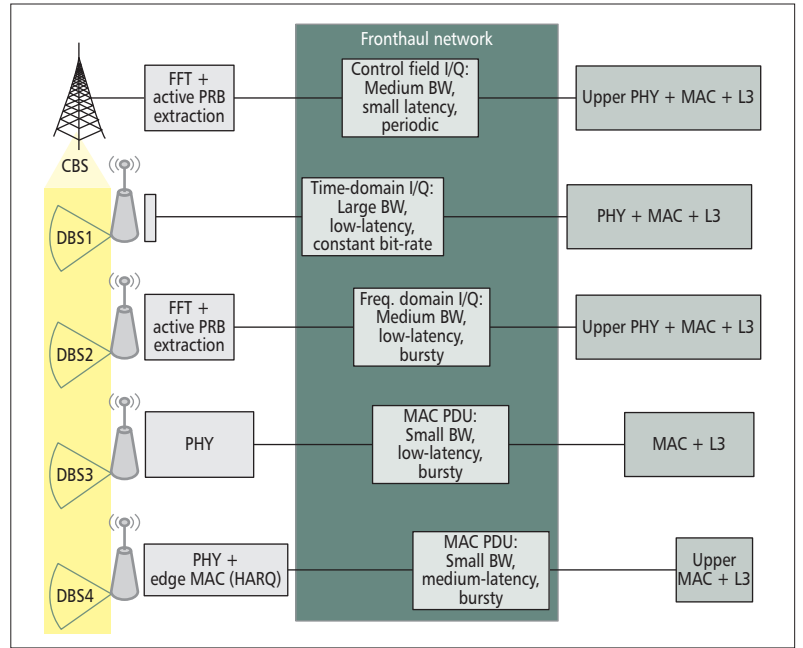 Fronthaul network
FFT +
active PRB
extraction
Control field I/Q:
Medium BW,
small latency,
periodic
Upper PHY + MAC + L3
CBS
DBS1
Time-domain I/Q:
Large BW,
low-latency,
constant bit-rate
PHY + MAC + L3
DBS2
FFT +
active PRB
extraction
Freq. domain I/Q:
Medium BW,
low-latency,
bursty
Upper PHY + MAC + L3
DBS3
PHY
MAC PDU:
Small BW,
low-latency,
bursty
MAC + L3
DBS4
PHY +
edge MAC (HARQ)
MAC PDU:
Small BW,
medium-latency,
bursty
Upper
MAC + L3